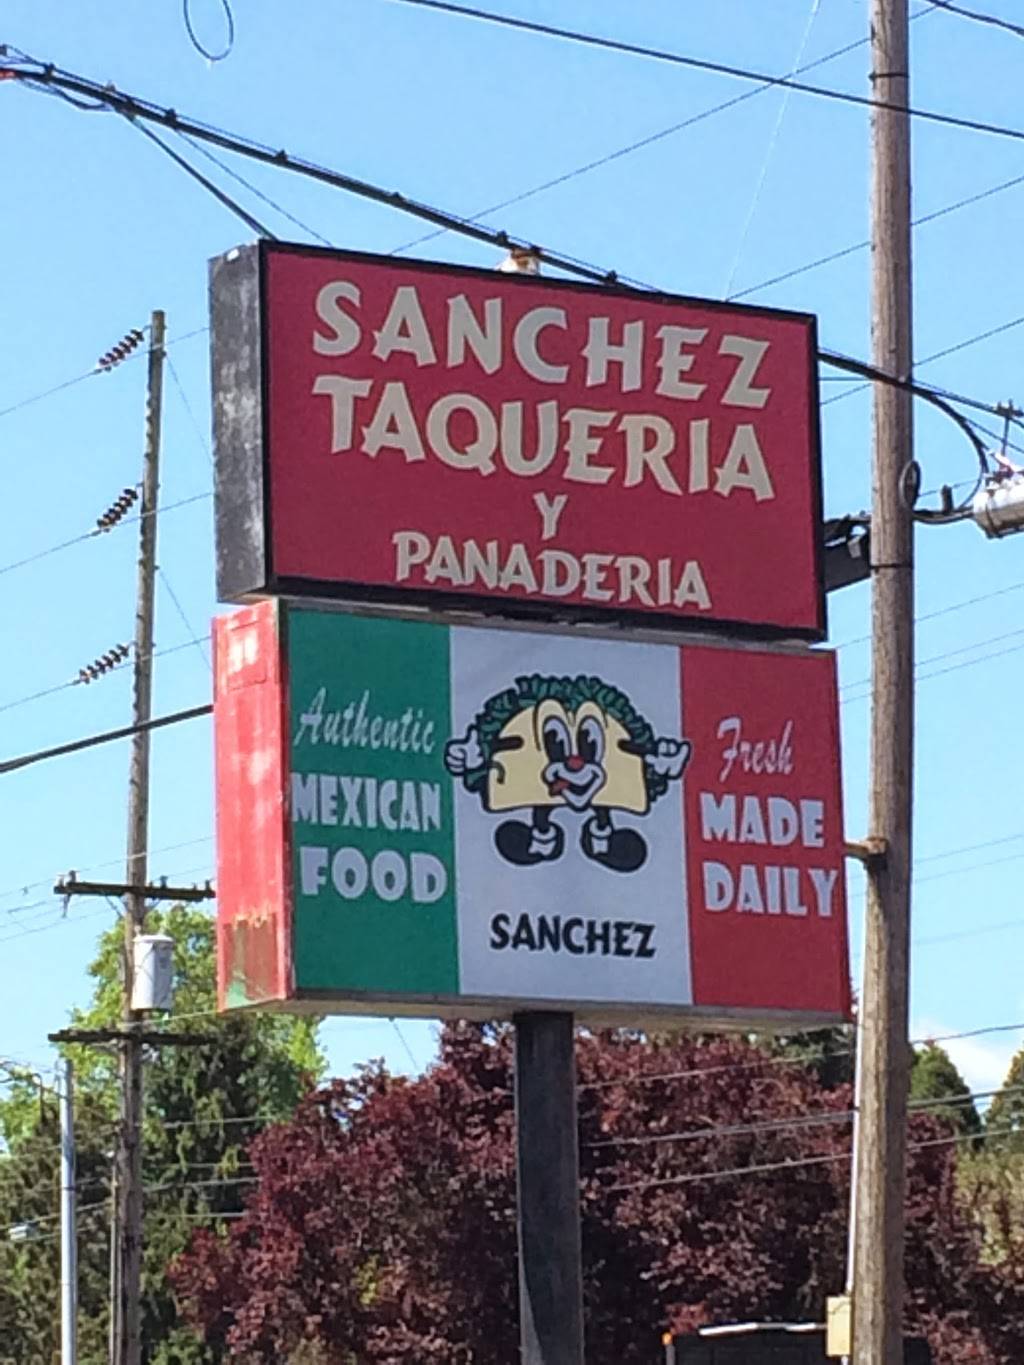 SANCHEZ
TAQUERIA
Y
PANADERIA
Authentic
MEXICAN
FOOD
SANCHEZ
Fresh
MADE
DAILY